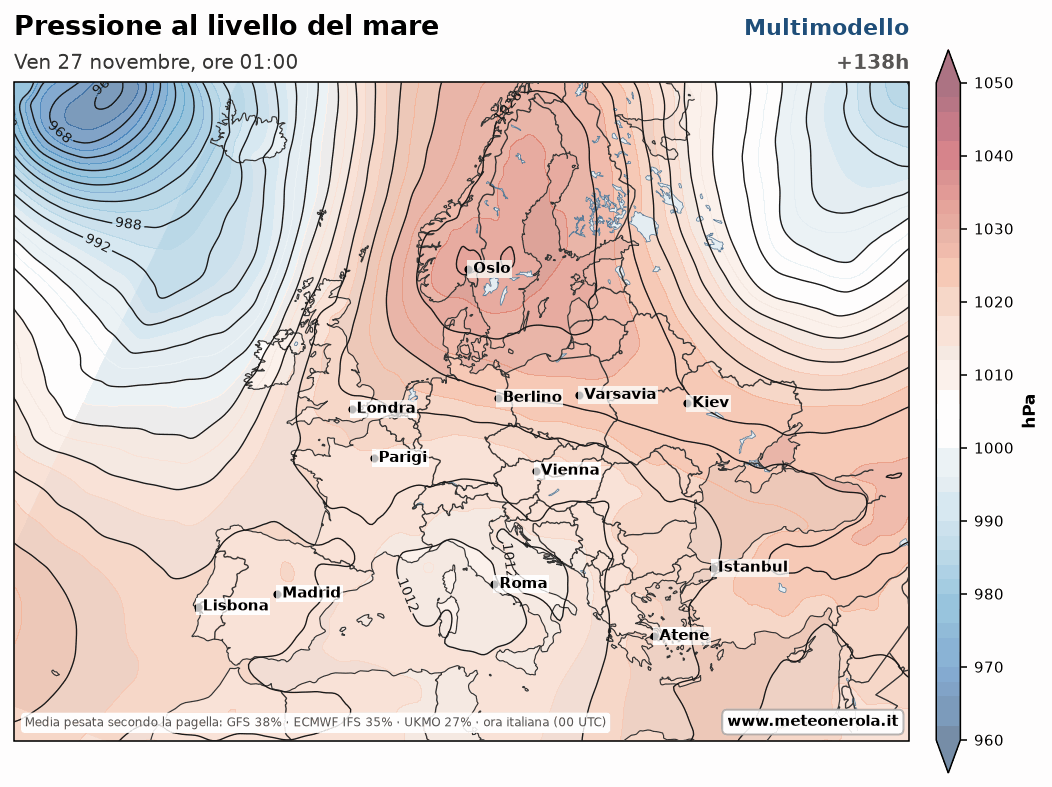 Pressione al livello del mare
Multimodello
Ven 27 novembre, ore 01:00
+138h
968
988
992
Oslo
Londra
Berlino
Varsavia
Kiev
Parigi
Vienna
1012
Istanbul
Roma
Madrid
Lisbona
Atene
Media pesata secondo la pagella: GFS 38% · ECMWF IFS 35% · UKMO 27% · ora italiana (00 UTC)
www.meteonerola.it
1050
1040
1030
1020
1010
1000
990
980
970
960
hPa